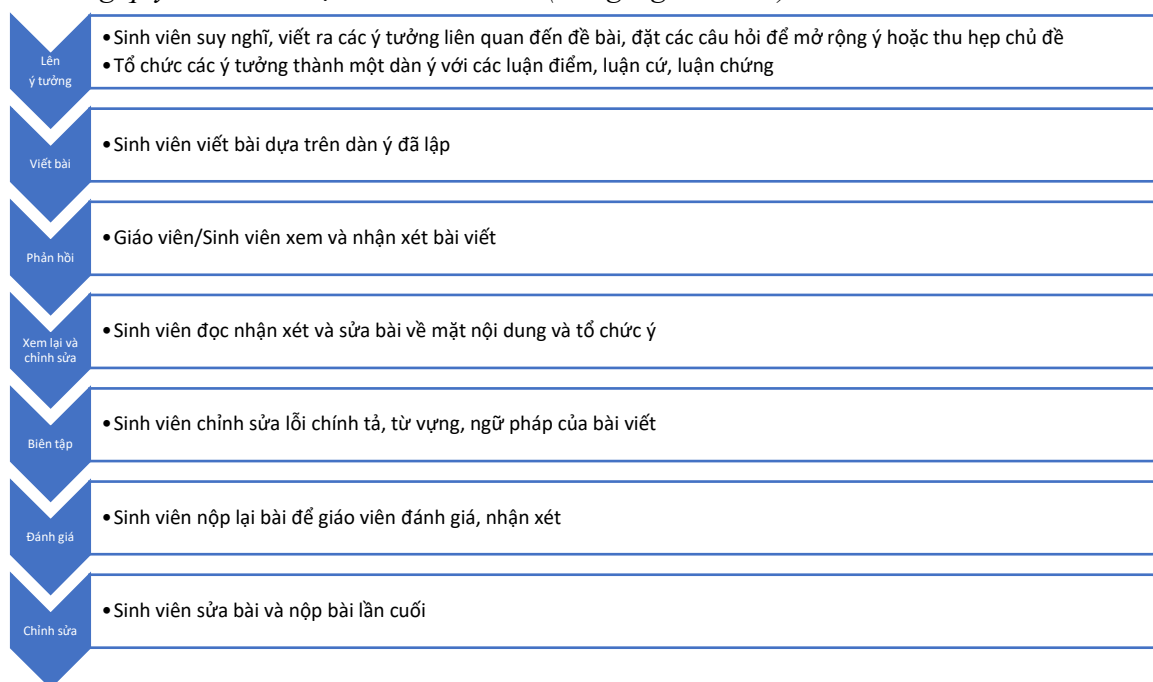 Lên
ý tưởng
•Sinh viên suy nghĩ, viết ra các ý tưởng liên quan đến đề bài, đặt các câu hỏi để mở rộng ý hoặc thu hẹp chủ đề
•Tổ chức các ý tưởng thành một dàn ý với các luận điểm, luận cứ, luận chứng
Viết bài
•Sinh viên viết bài dựa trên dàn ý đã lập
Phản hồi
•Giáo viên/Sinh viên xem và nhận xét bài viết
Xem lại và
chỉnh sửa
•Sinh viên đọc nhận xét và sửa bài về mặt nội dung và tổ chức ý
Biên tập
•Sinh viên chỉnh sửa lỗi chính tả, từ vựng, ngữ pháp của bài viết
Đánh giá
•Sinh viên nộp lại bài để giáo viên đánh giá, nhận xét
Chỉnh sửa
•Sinh viên sửa bài và nộp bài lần cuối